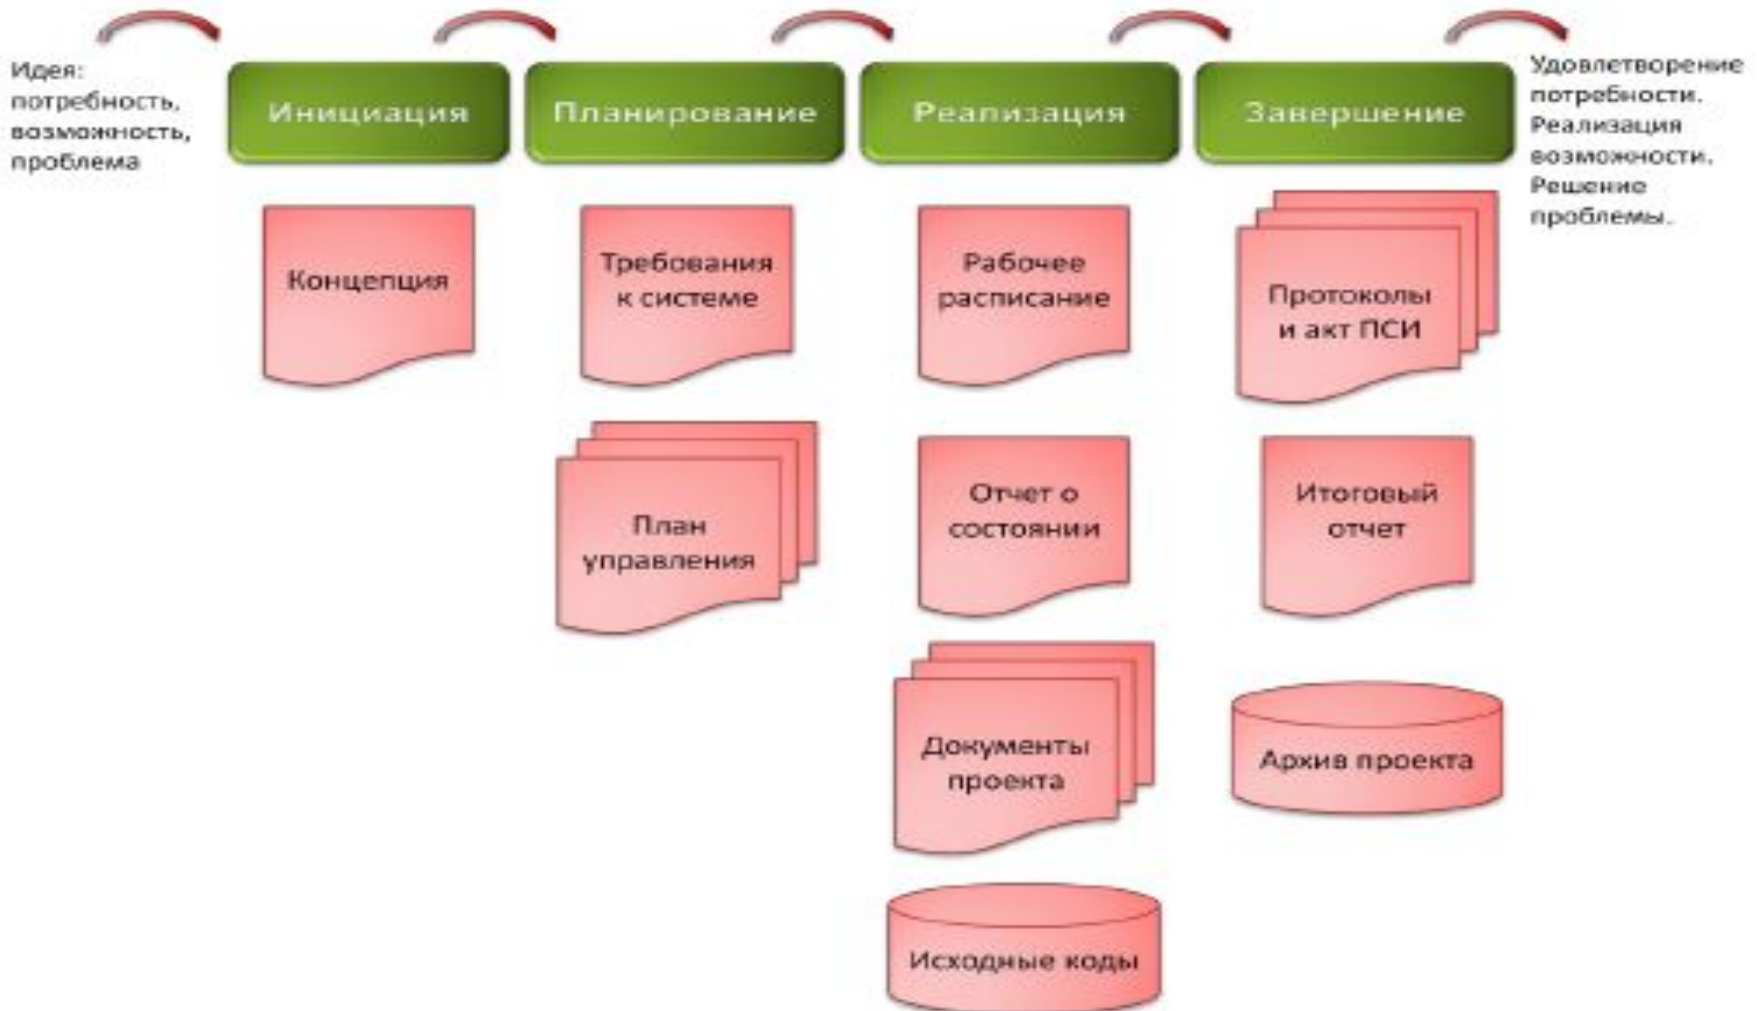 Идея:
потребность,
возможность,
проблема
Инициация
Планирование
Реализация
Завершение
Удовлетворение
потребности.
Реализация
возможности.
Решение
проблемы.
Концепция
Требования
к системе
Рабочее
расписание
Протоколы
и акт ПСИ
План
управления
Отчет о
состоянии
Итоговый
отчет
Документы
проекта
Архив проекта
Исходные коды